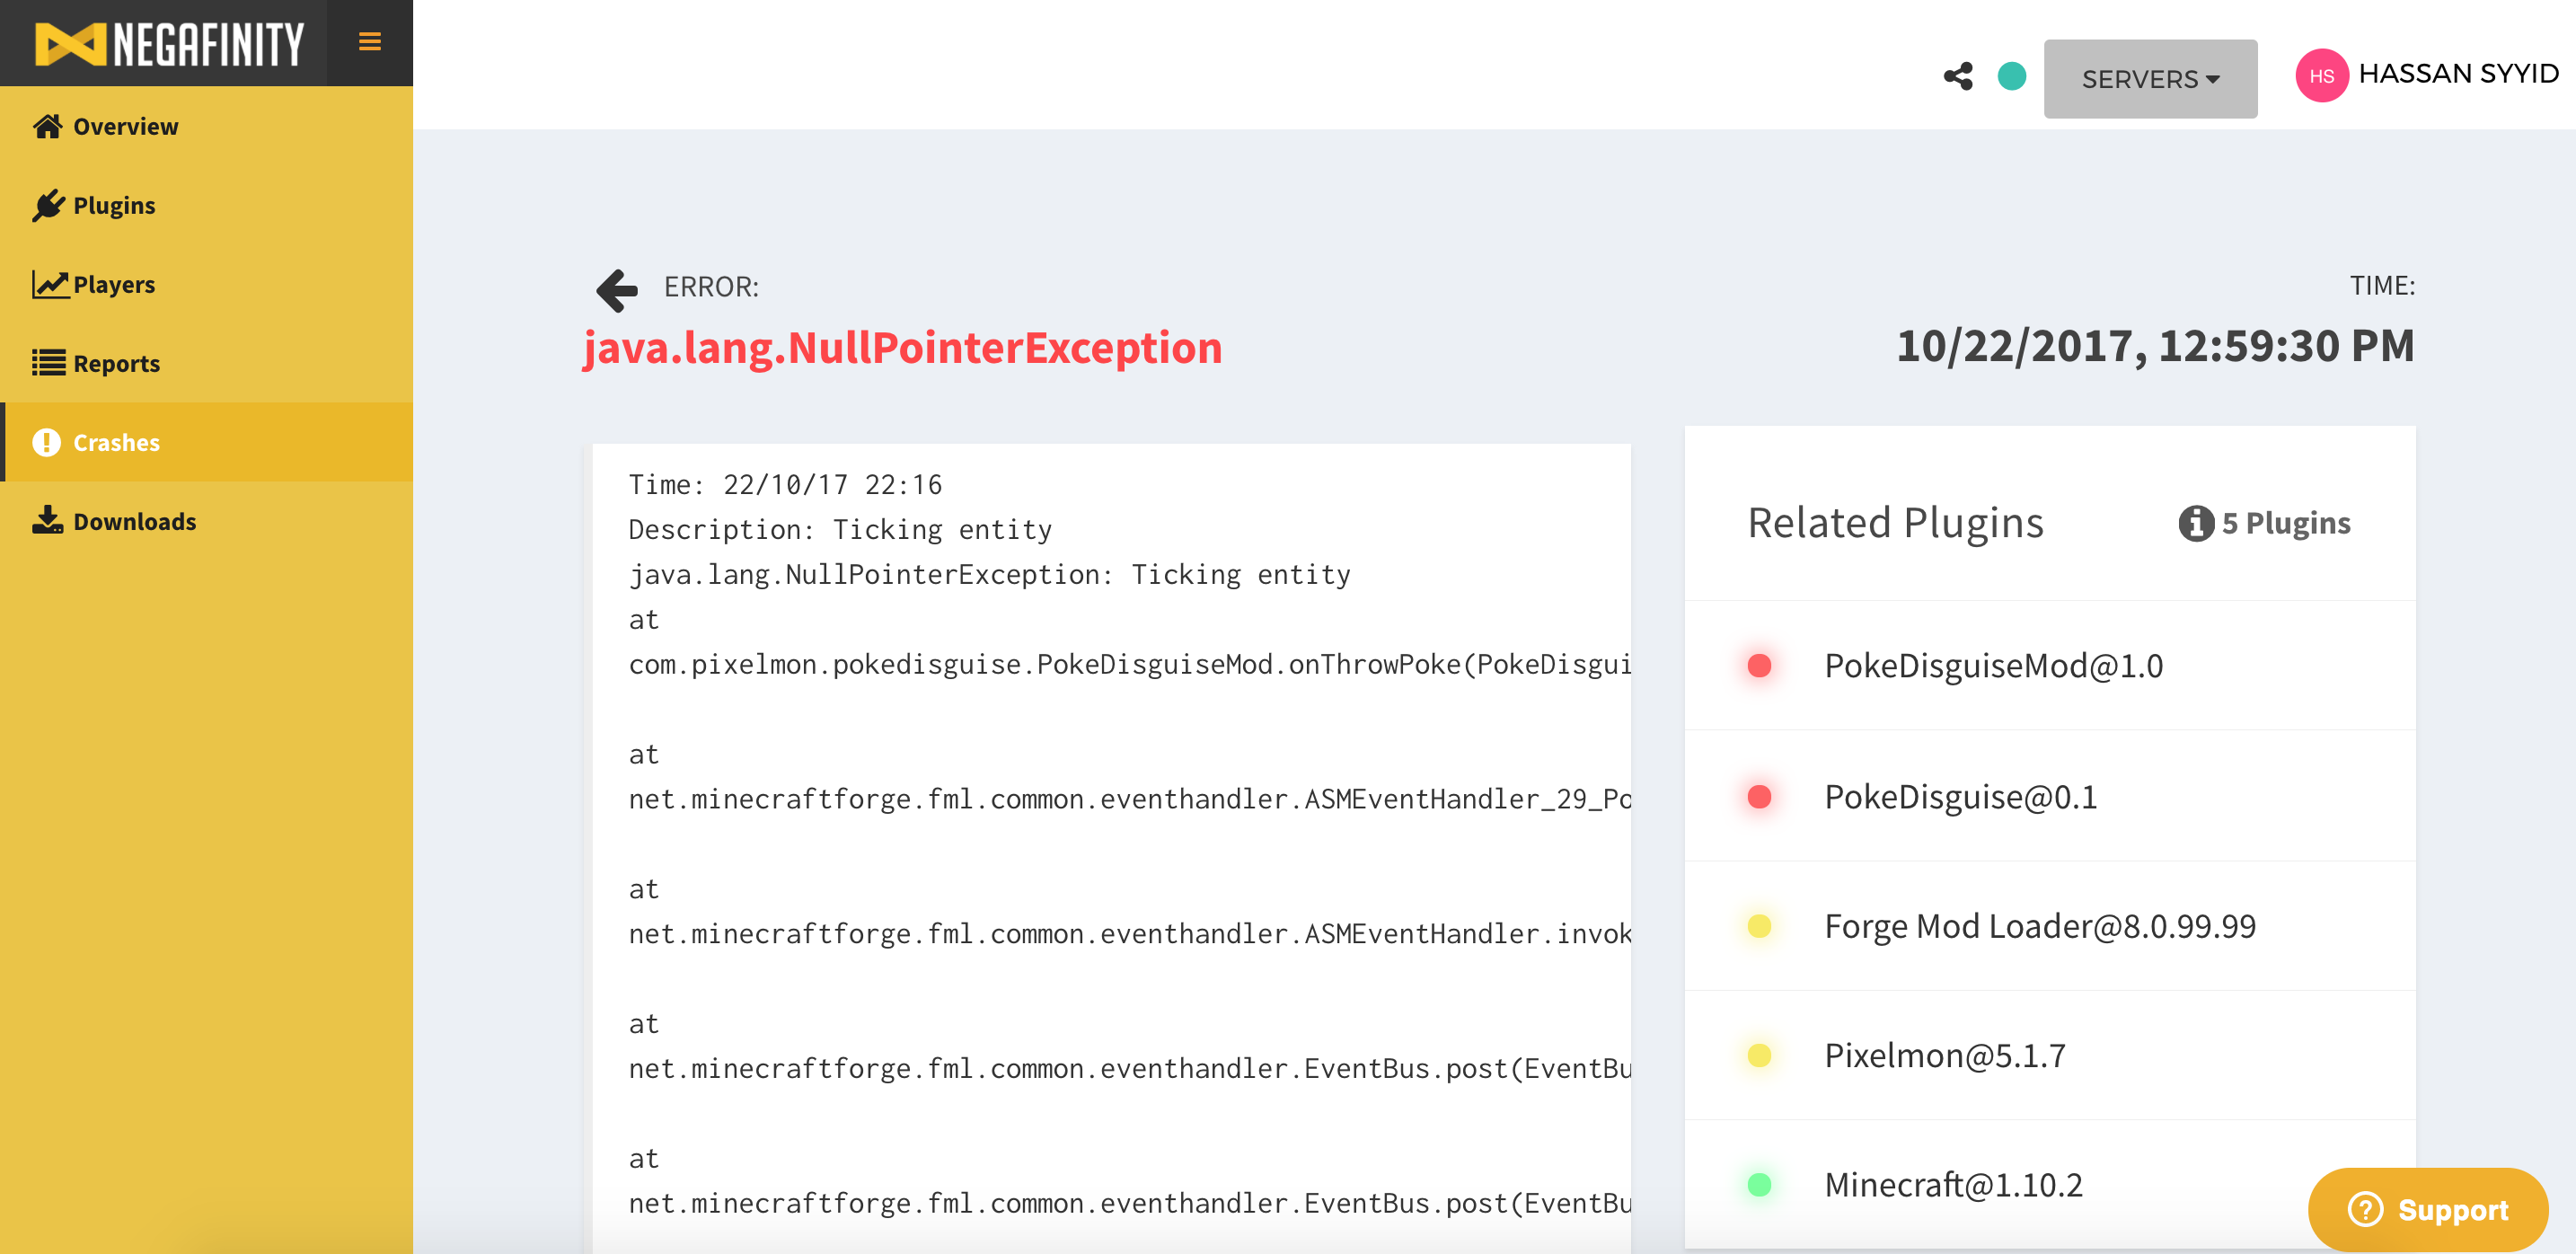 NEGAFINITY
SERVERS
HS
HASSAN SYYID
Overview
Plugins
Players
Reports
Crashes
Downloads
ERROR:
java.lang.NullPointerException
TIME:
10/22/2017, 12:59:30 PM
Time: 22/10/17 22:16
Description: Ticking entity
java.lang.NullPointerException: Ticking entity
at
com.pixelmon.pokedisguise.PokeDisguiseMod.onThrowPoke(PokeDisgui
at
net.minecraftforge.fml.common.eventhandler.ASMEventHandler_29_Po
at
net.minecraftforge.fml.common.eventhandler.ASMEventHandler.invok
at
net.minecraftforge.fml.common.eventhandler.EventBus.post(EventBu
at
net.minecraftforge.fml.common.eventhandler.EventBus.post(EventBu
Related Plugins
5 Plugins
PokeDisguiseMod@1.0
PokeDisguise@0.1
Forge Mod Loader@8.0.99.99
Pixelmon@5.1.7
Minecraft@1.10.2
Support